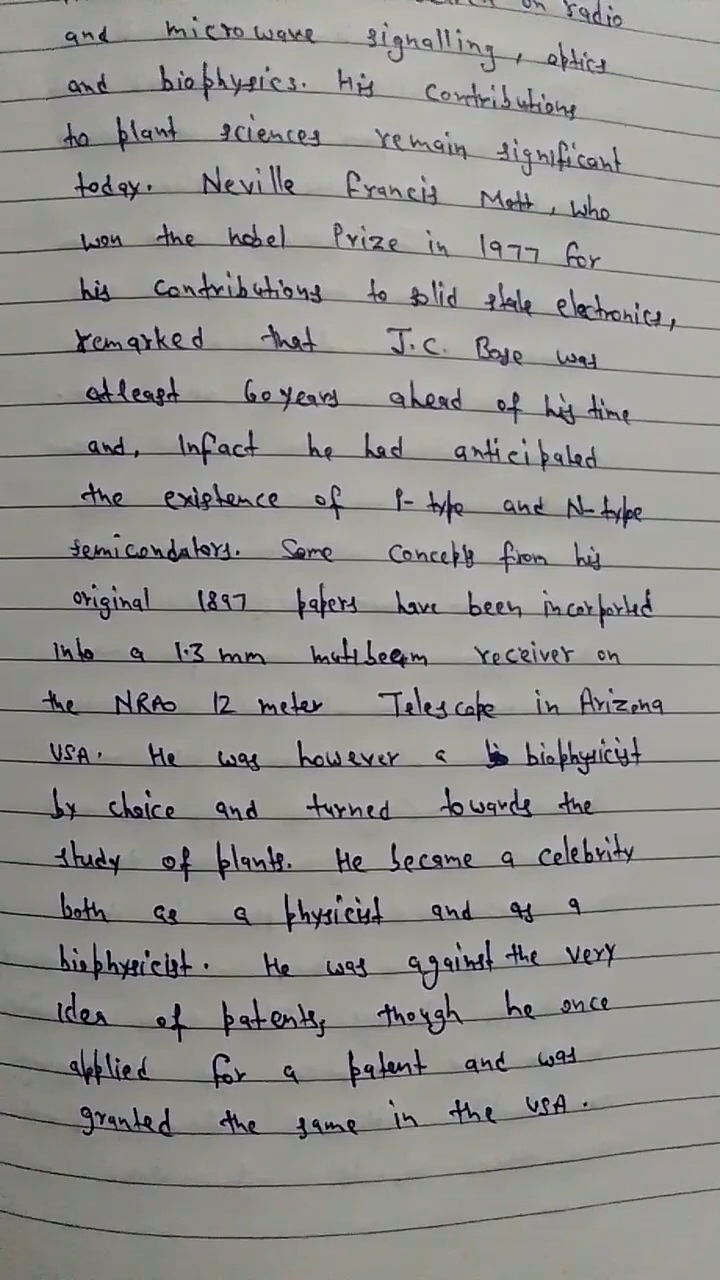 on radio
and microwave signalling, optics
and biophysics. His contributions
to plant sciences remain significant
today. Neville Francis Mott, who
won the nobel Prize in 1977 for
his contributions to solid state electronics,
remarked that J.C. Bose was
atleast 60 years ahead of his time
and, Infact he had anticipated
the existence of P-type and N-type
semicondators. Some concepts from his
original 1897 papers have been incorported
into a 1.3 mm mutibeam receiver on
the NRAO 12 meter Telescope in Arizona
USA. He was however a biophysicist
by choice and turned towards the
study of plants. He became a celebrity
both as a physicist and as a
biophysicist. He was against the very
idea of patents, though he once
applied for a patent and was
granted the same in the USA.